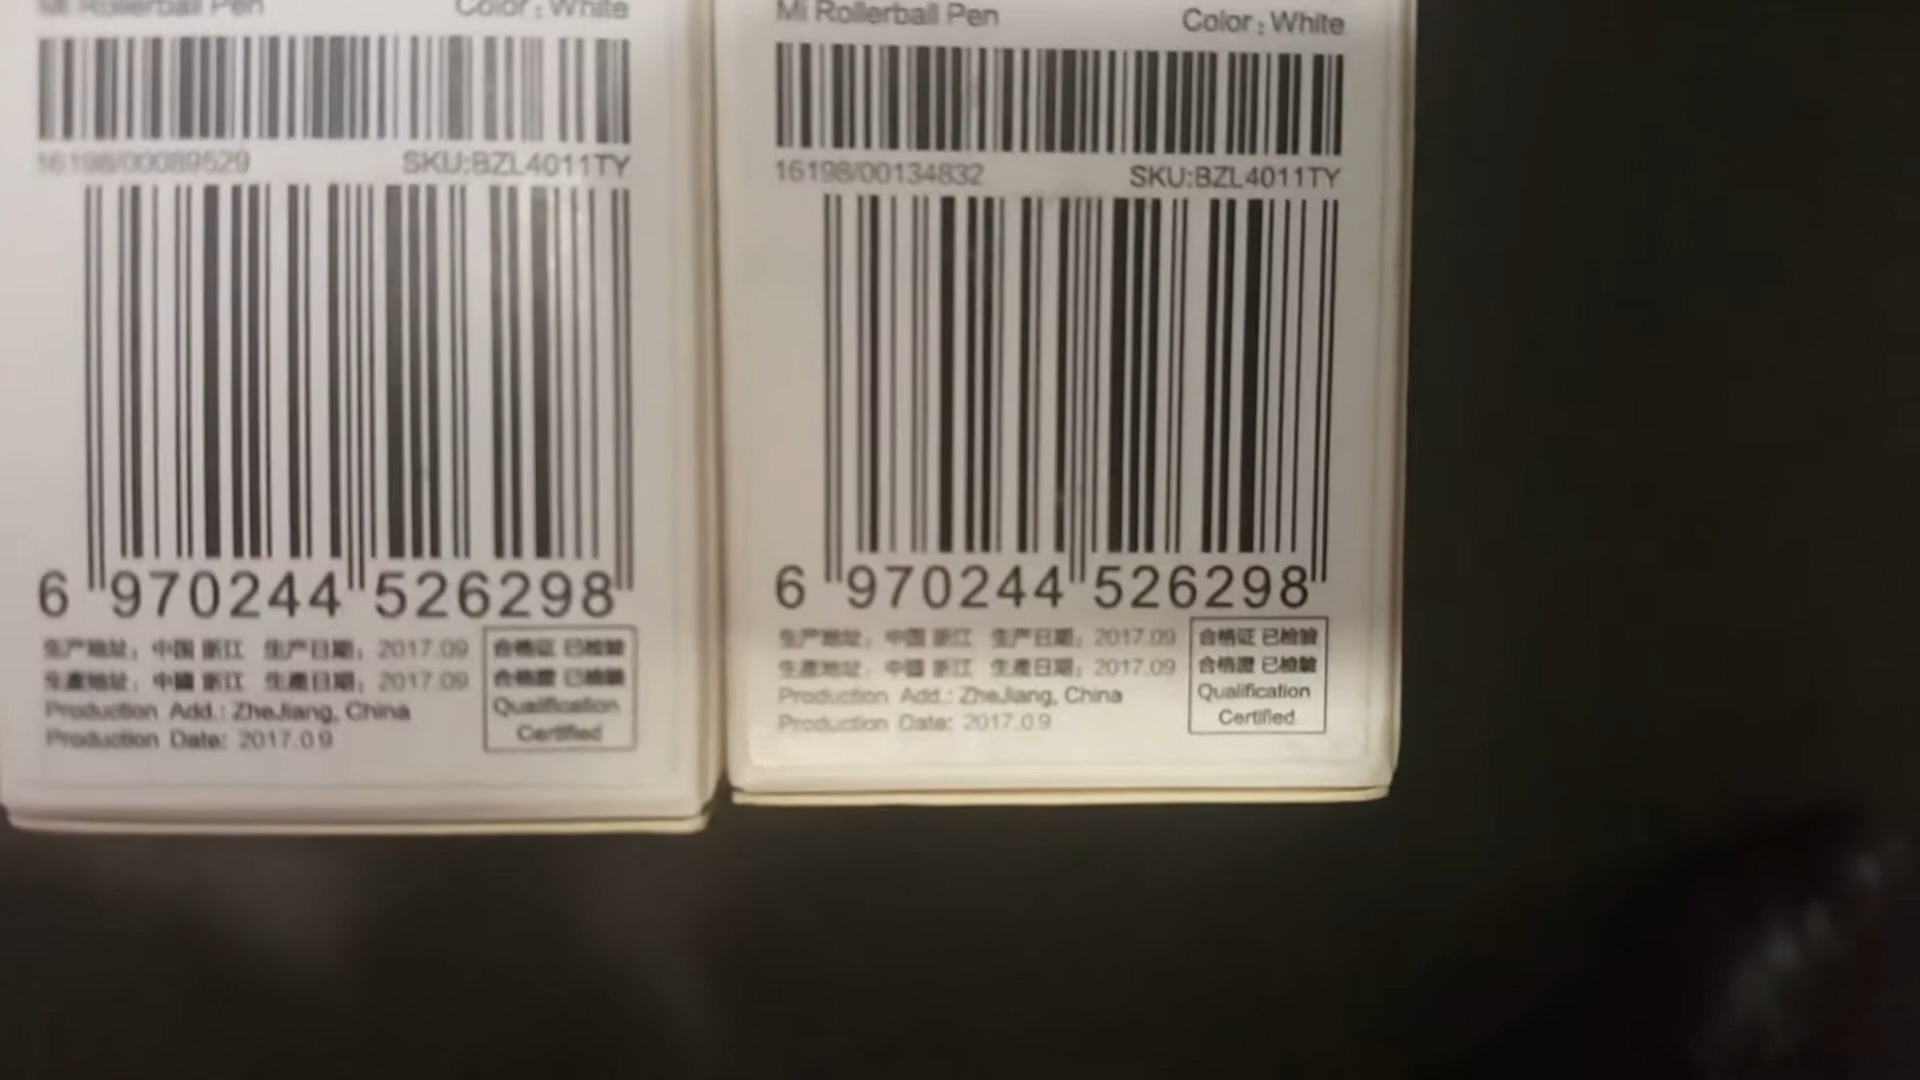 Mi Rollerball Pen Color: White
16198/00089529 SKU:BZL4011TY
6 970244 526298
生产地址：中国 浙江 生产日期：2017.09
生產地址：中國 浙江 生產日期：2017.09
Production Add.: ZheJiang, China
Production Date: 2017.09
合格证 已检验
合格證 已檢驗
Qualification
Certified
Mi Rollerball Pen Color: White
16198/00134832 SKU:BZL4011TY
6 970244 526298
生产地址：中国 浙江 生产日期：2017.09
生產地址：中國 浙江 生產日期：2017.09
Production Add.: ZheJiang, China
Production Date: 2017.09
合格证 已检验
合格證 已檢驗
Qualification
Certified